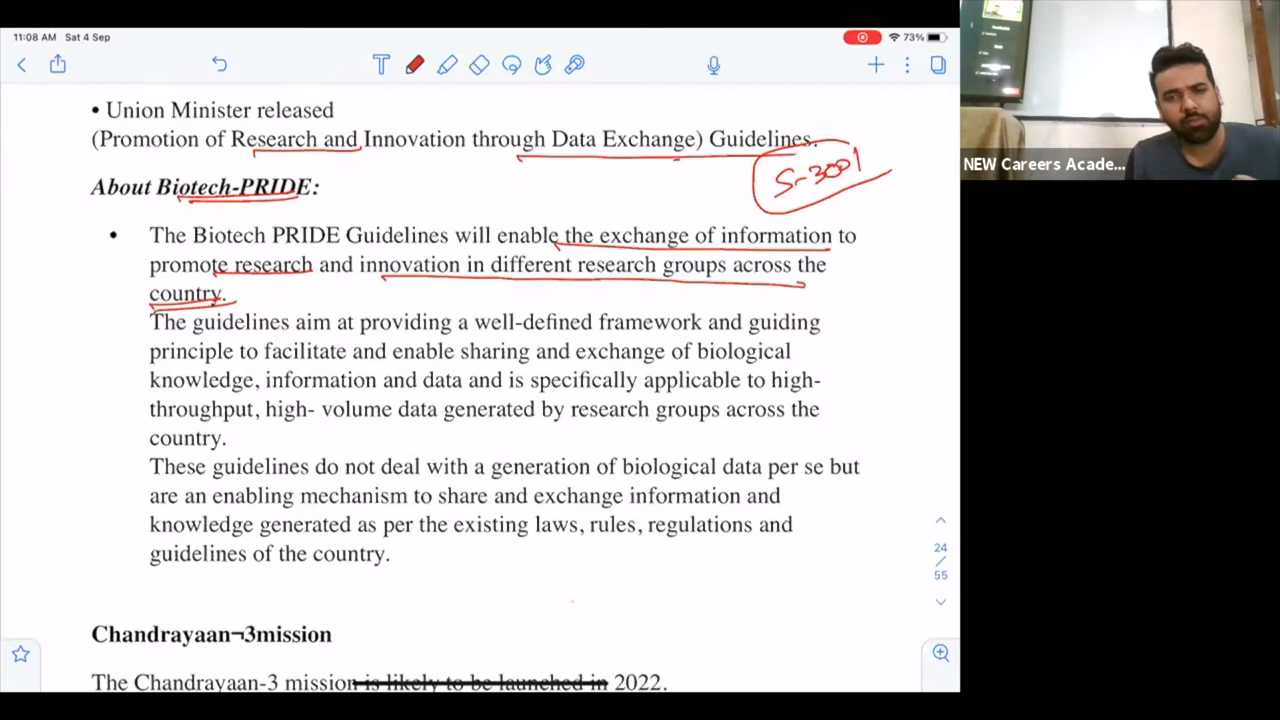 11:08 AM Sat 4 Sep
73%
• Union Minister released
(Promotion of Research and Innovation through Data Exchange) Guidelines.
S-3001
About Biotech-PRIDE:
• The Biotech PRIDE Guidelines will enable the exchange of information to
promote research and innovation in different research groups across the
country.
The guidelines aim at providing a well-defined framework and guiding
principle to facilitate and enable sharing and exchange of biological
knowledge, information and data and is specifically applicable to high-
throughput, high- volume data generated by research groups across the
country.
These guidelines do not deal with a generation of biological data per se but
are an enabling mechanism to share and exchange information and
knowledge generated as per the existing laws, rules, regulations and
guidelines of the country.
24
/
55
Chandrayaan¬3mission
The Chandrayaan-3 mission is likely to be launched in 2022.
NEW Careers Acade...